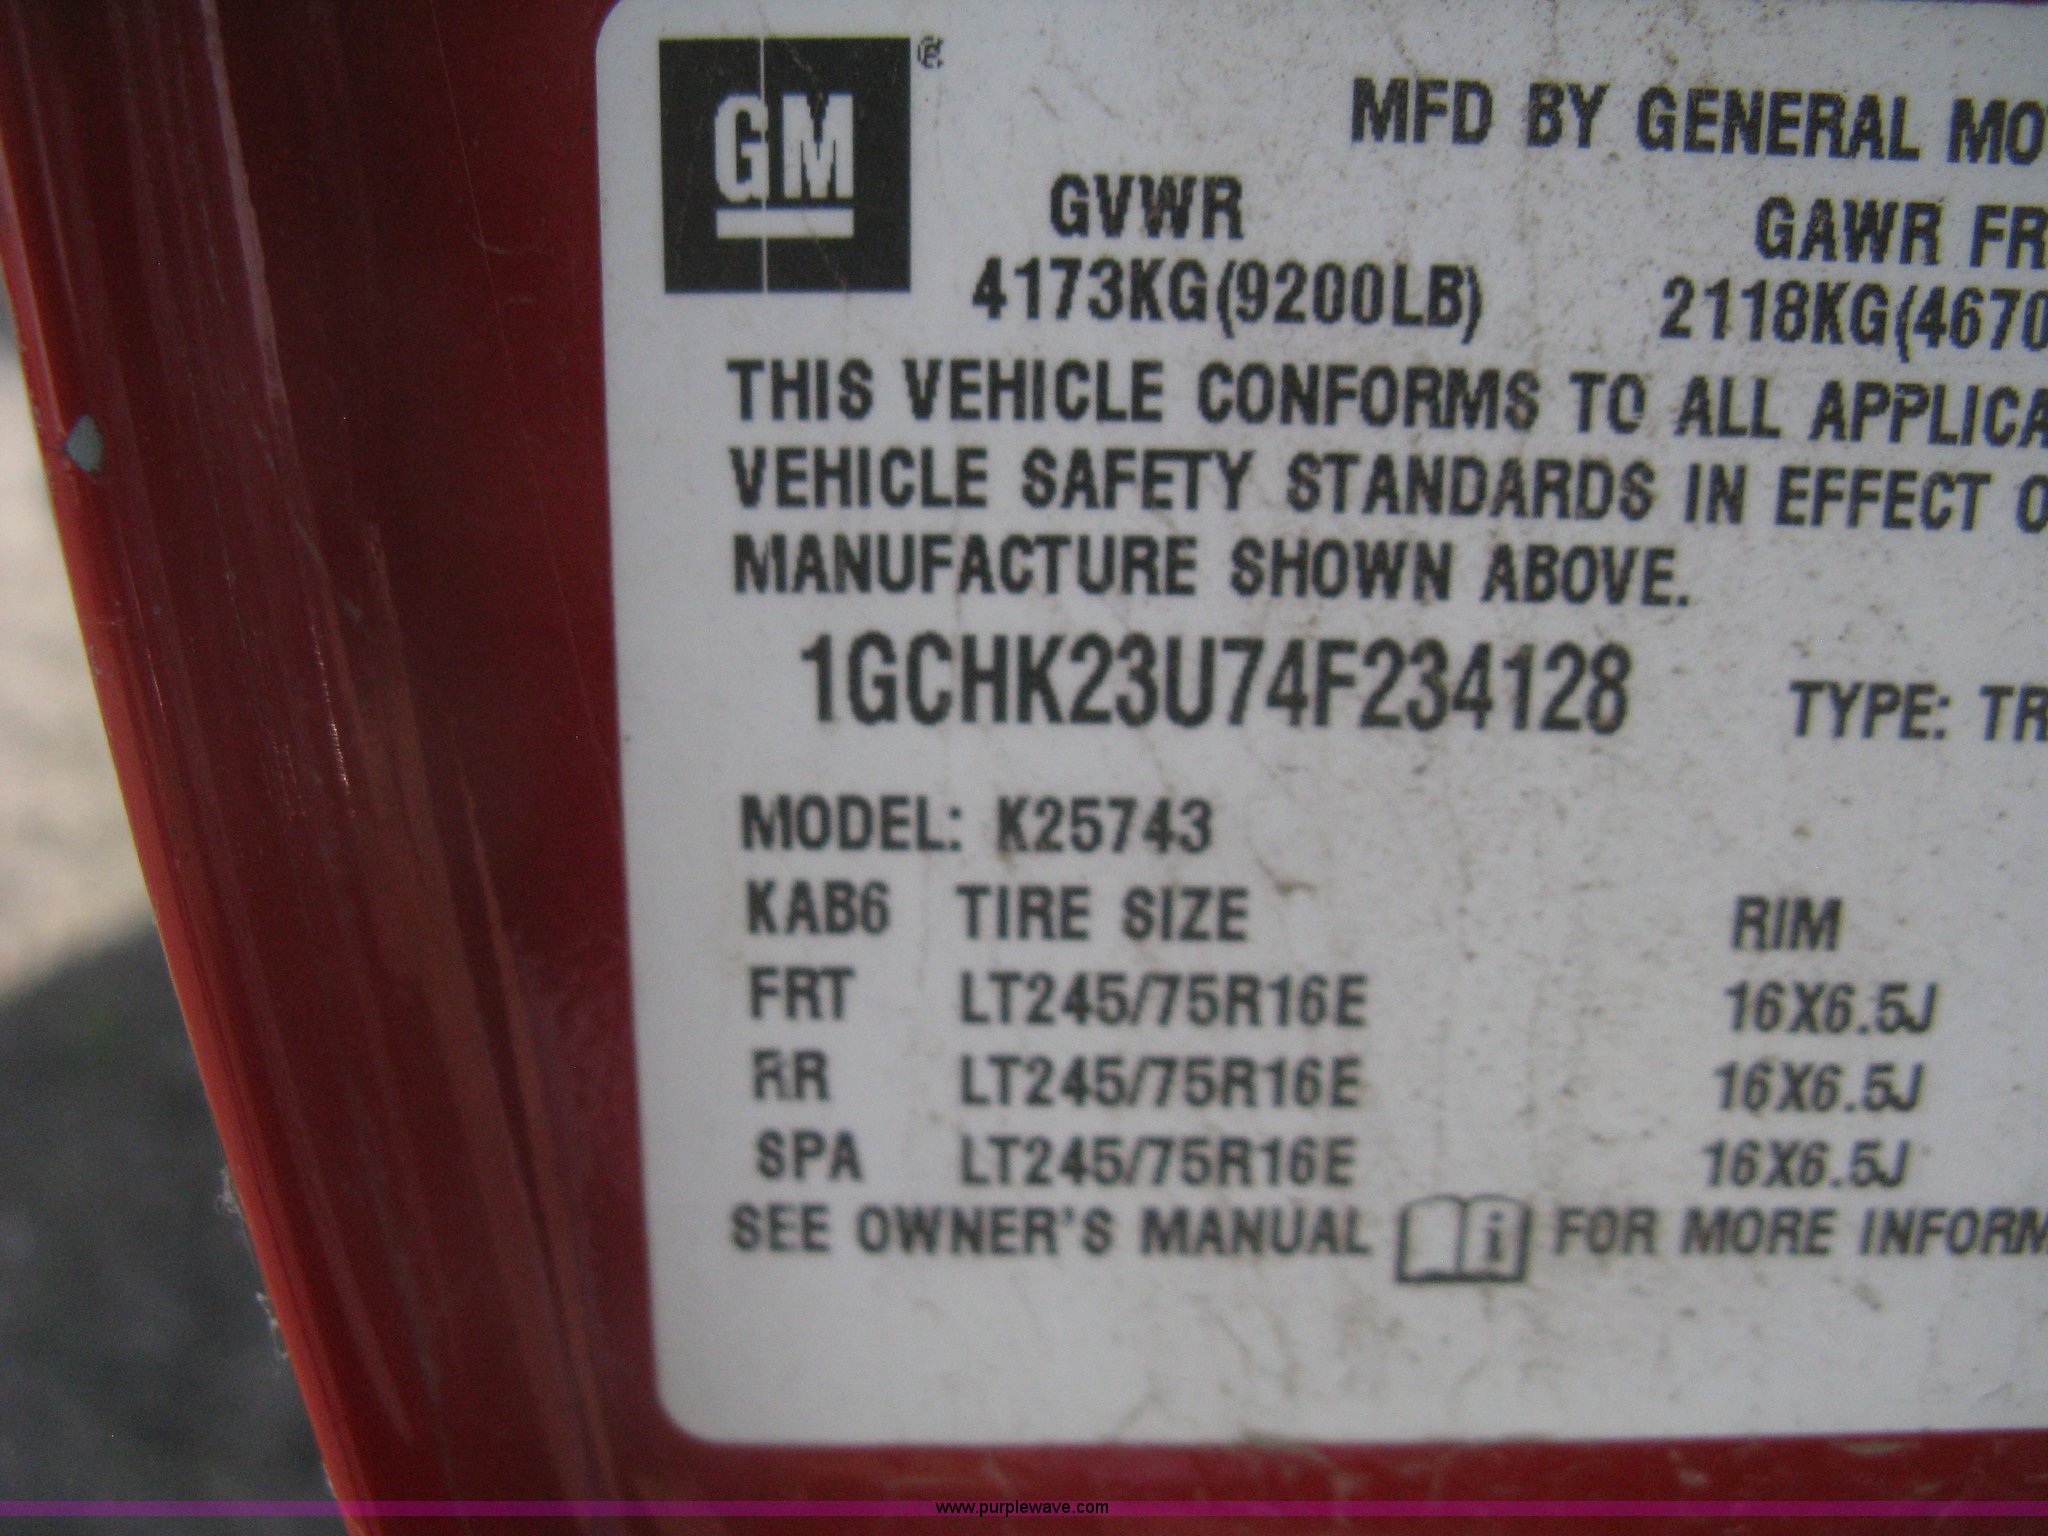 GM®
MFD BY GENERAL MO
GVWR
GAWR FR
4173KG(9200LB)
2118KG(4670
THIS VEHICLE CONFORMS TO ALL APPLICA
VEHICLE SAFETY STANDARDS IN EFFECT O
MANUFACTURE SHOWN ABOVE.
1GCHK23U74F234128
TYPE: TR
MODEL: K25743
KAB6 TIRE SIZE RIM
FRT LT245/75R16E 16X6.5J
RR LT245/75R16E 16X6.5J
SPA LT245/75R16E 16X6.5J
SEE OWNER'S MANUAL i FOR MORE INFORM
www.purplewave.com